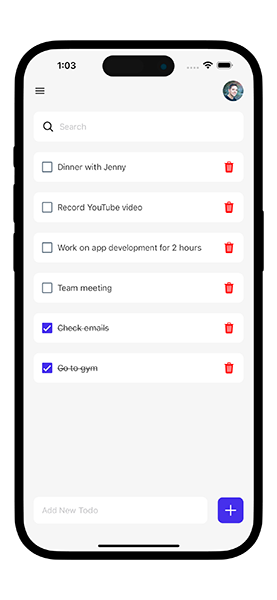 1:03
Search
Dinner with Jenny
Record YouTube video
Work on app development for 2 hours
Team meeting
Check emails
Go to gym
Add New Todo